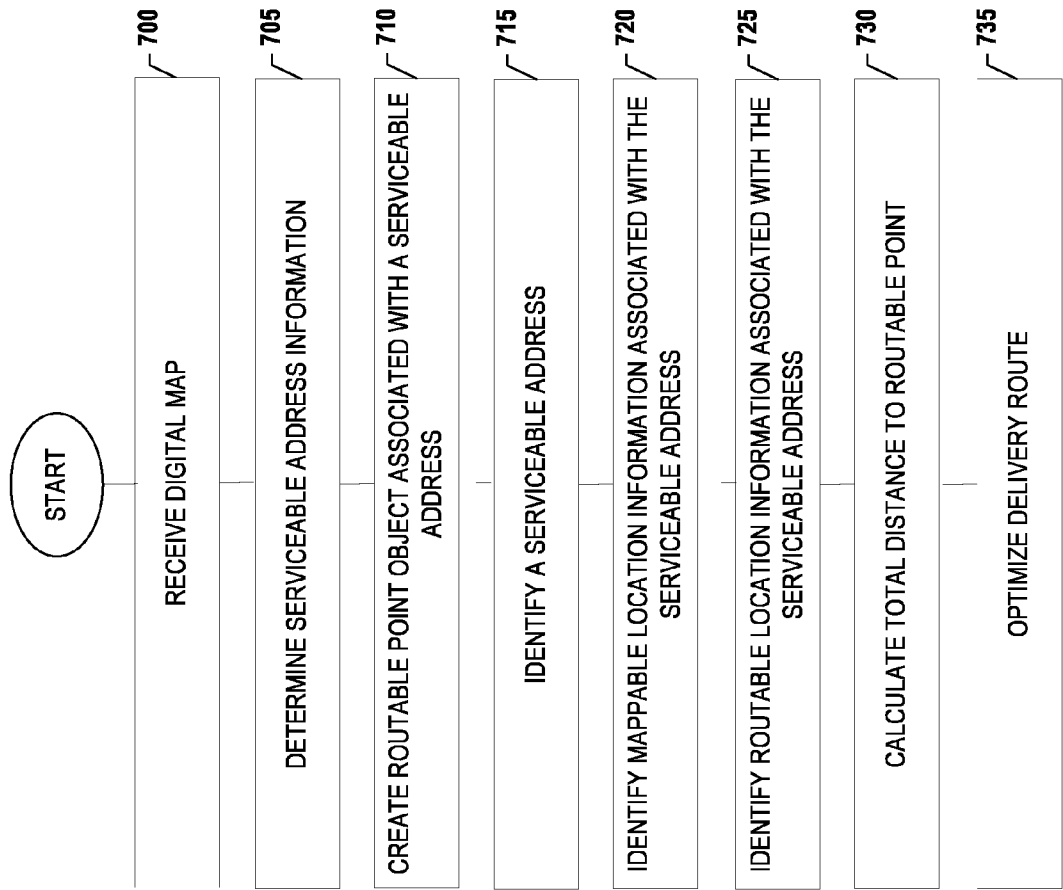 START
RECEIVE DIGITAL MAP
700
DETERMINE SERVICEABLE ADDRESS INFORMATION
705
CREATE ROUTABLE POINT OBJECT ASSOCIATED WITH A SERVICEABLE
ADDRESS
710
IDENTIFY A SERVICEABLE ADDRESS
715
IDENTIFY MAPPABLE LOCATION INFORMATION ASSOCIATED WITH THE
SERVICEABLE ADDRESS
720
IDENTIFY ROUTABLE LOCATION INFORMATION ASSOCIATED WITH THE
SERVICEABLE ADDRESS
725
CALCULATE TOTAL DISTANCE TO ROUTABLE POINT
730
OPTIMIZE DELIVERY ROUTE
735